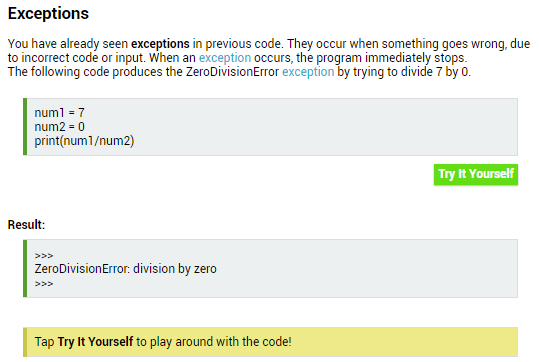 Exceptions
You have already seen exceptions in previous code. They occur when something goes wrong, due
to incorrect code or input. When an exception occurs, the program immediately stops.
The following code produces the ZeroDivisionError exception by trying to divide 7 by 0.
num1 = 7
num2 = 0
print(num1/num2)
Try It Yourself
Result:
>>>
ZeroDivisionError: division by zero
>>>
Tap Try It Yourself to play around with the code!